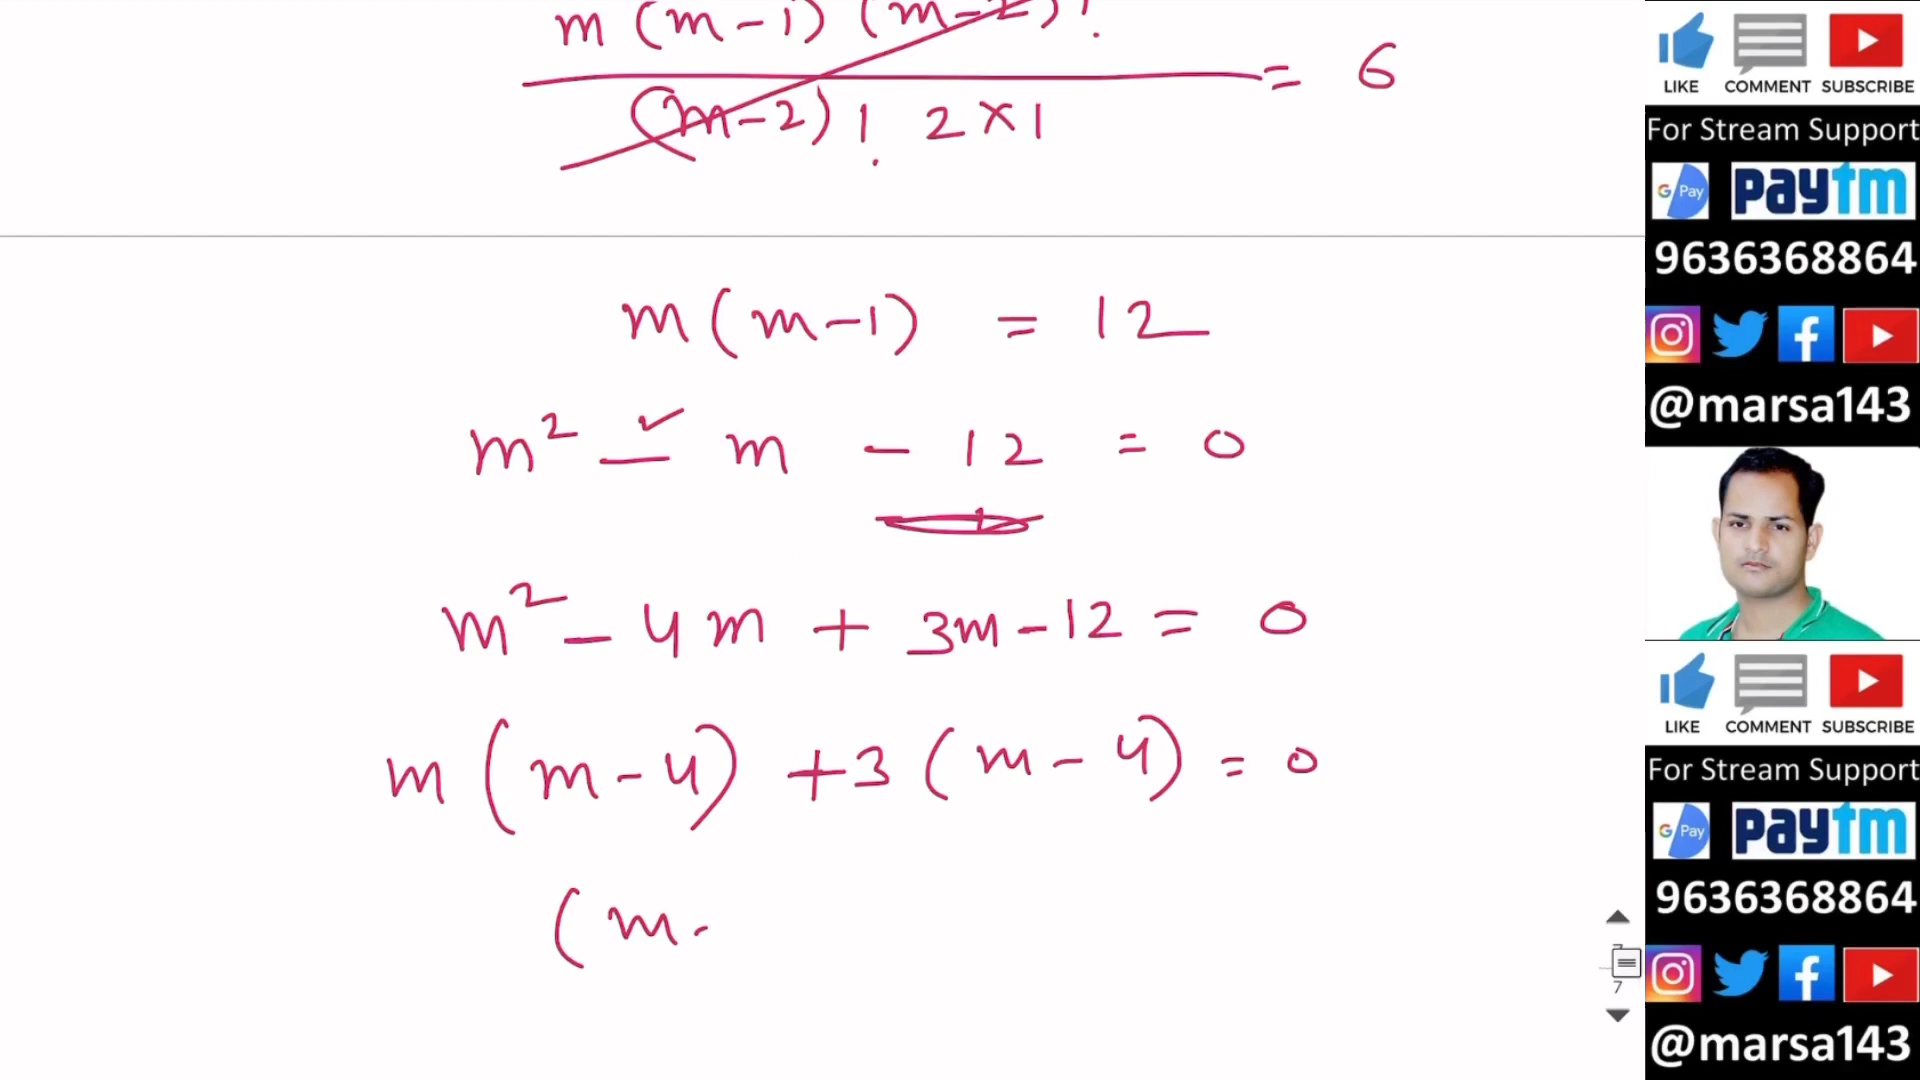 m (m-1) (m-2)!
(m-2)! 2×1
= 6
m (m-1) = 12
m² - m - 12 = 0
m² - 4m + 3m - 12 = 0
m (m-4) +3 (m-4) = 0
(m-
7
7
LIKE COMMENT SUBSCRIBE
For Stream Support
G Pay paytm
9636368864
@marsa143
LIKE COMMENT SUBSCRIBE
For Stream Support
G Pay paytm
9636368864
@marsa143